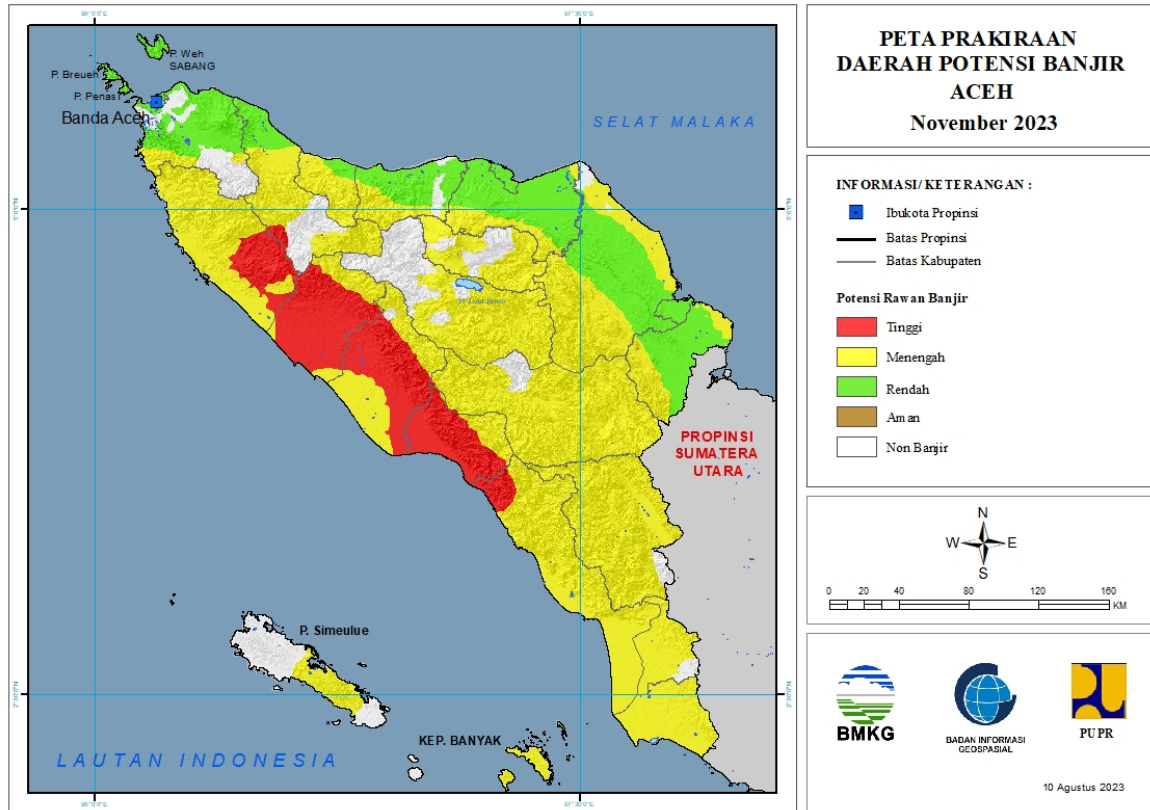 PETA PRAKIRAAN
DAERAH POTENSI BANJIR
ACEH
November 2023
INFORMASI/KETERANGAN :
Ibukota Propinsi
Batas Propinsi
Batas Kabupaten
Potensi Rawan Banjir
Tinggi
Menengah
Rendah
Aman
Non Banjir
N
W E
S
0 20 40 80 120 160
KM
BMKG
BADAN INFORMASI
GEOSPASIAL
PUPR
10 Agustus 2023
P. Weh
SABANG
P. Breueh
P. Penasi
Banda Aceh
SELAT MALAKA
PROPINSI
SUMATERA
UTARA
P. Simeulue
KEP. BANYAK
LAUTAN INDONESIA